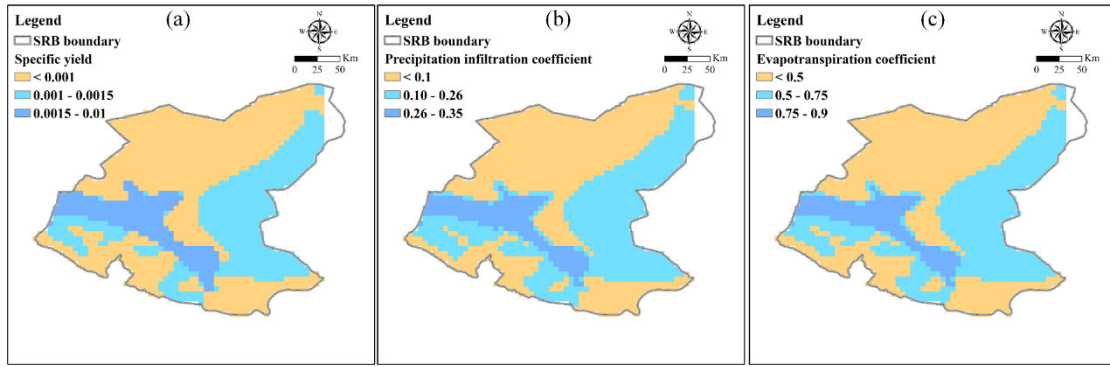 Legend
(a)
N
W
E
S
SRB boundary
0 25 50 Km
Specific yield
< 0.001
0.001 - 0.0015
0.0015 - 0.01
Legend
(b)
N
W
E
S
SRB boundary
0 25 50 Km
Precipitation infiltration coefficient
< 0.1
0.10 - 0.26
0.26 - 0.35
Legend
(c)
N
W
E
S
SRB boundary
0 25 50 Km
Evapotranspiration coefficient
< 0.5
0.5 - 0.75
0.75 - 0.9